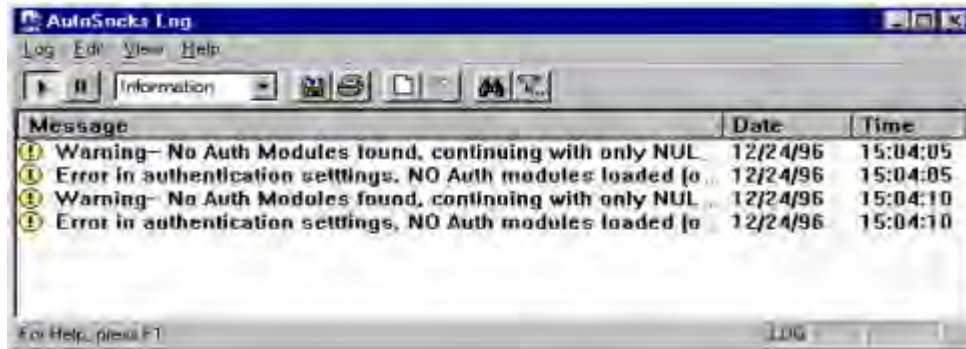 AutoSocks Log
Log Edit View Help
Information
Message Date Time
Warning- No Auth Modules found, continuing with only NUL... 12/24/96 15:04:05
Error in authentication setttings, NO Auth modules loaded (o... 12/24/96 15:04:05
Warning- No Auth Modules found, continuing with only NUL... 12/24/96 15:04:10
Error in authentication setttings, NO Auth modules loaded (o... 12/24/96 15:04:10
For Help, press F1 LOG